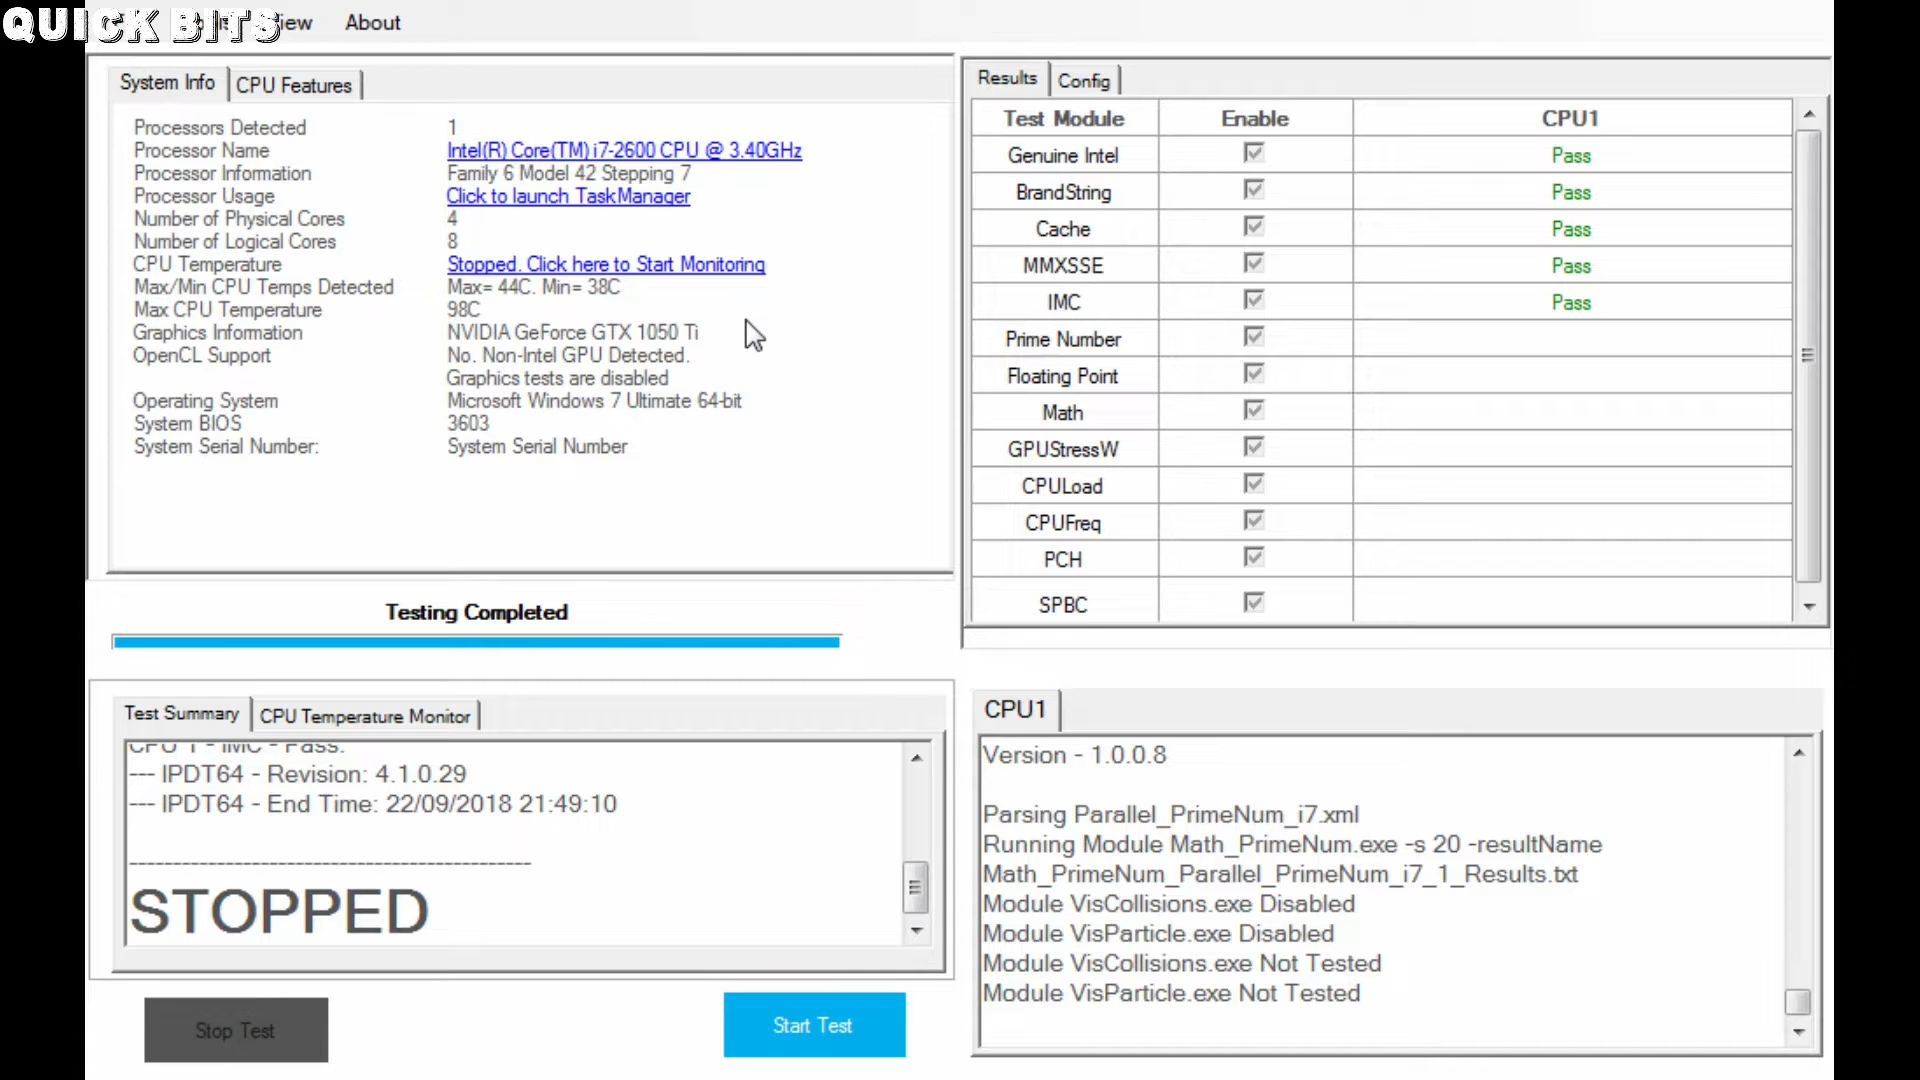 QUICK BITS
View About
System Info CPU Features
Processors Detected 1
Processor Name Intel(R) Core(TM) i7-2600 CPU @ 3.40GHz
Processor Information Family 6 Model 42 Stepping 7
Processor Usage Click to launch TaskManager
Number of Physical Cores 4
Number of Logical Cores 8
CPU Temperature Stopped. Click here to Start Monitoring
Max/Min CPU Temps Detected Max= 44C. Min= 38C
Max CPU Temperature 98C
Graphics Information NVIDIA GeForce GTX 1050 Ti
OpenCL Support No. Non-Intel GPU Detected.
Graphics tests are disabled
Operating System Microsoft Windows 7 Ultimate 64-bit
System BIOS 3603
System Serial Number: System Serial Number
Testing Completed
Results Config
Test Module Enable CPU1
Genuine Intel Pass
BrandString Pass
Cache Pass
MMXSSE Pass
IMC Pass
Prime Number
Floating Point
Math
GPUStressW
CPULoad
CPUFreq
PCH
SPBC
Test Summary CPU Temperature Monitor
CPU 1 - IMC - Pass.
--- IPDT64 - Revision: 4.1.0.29
--- IPDT64 - End Time: 22/09/2018 21:49:10
STOPPED
Stop Test Start Test
CPU1
Version - 1.0.0.8
Parsing Parallel_PrimeNum_i7.xml
Running Module Math_PrimeNum.exe -s 20 -resultName
Math_PrimeNum_Parallel_PrimeNum_i7_1_Results.txt
Module VisCollisions.exe Disabled
Module VisParticle.exe Disabled
Module VisCollisions.exe Not Tested
Module VisParticle.exe Not Tested